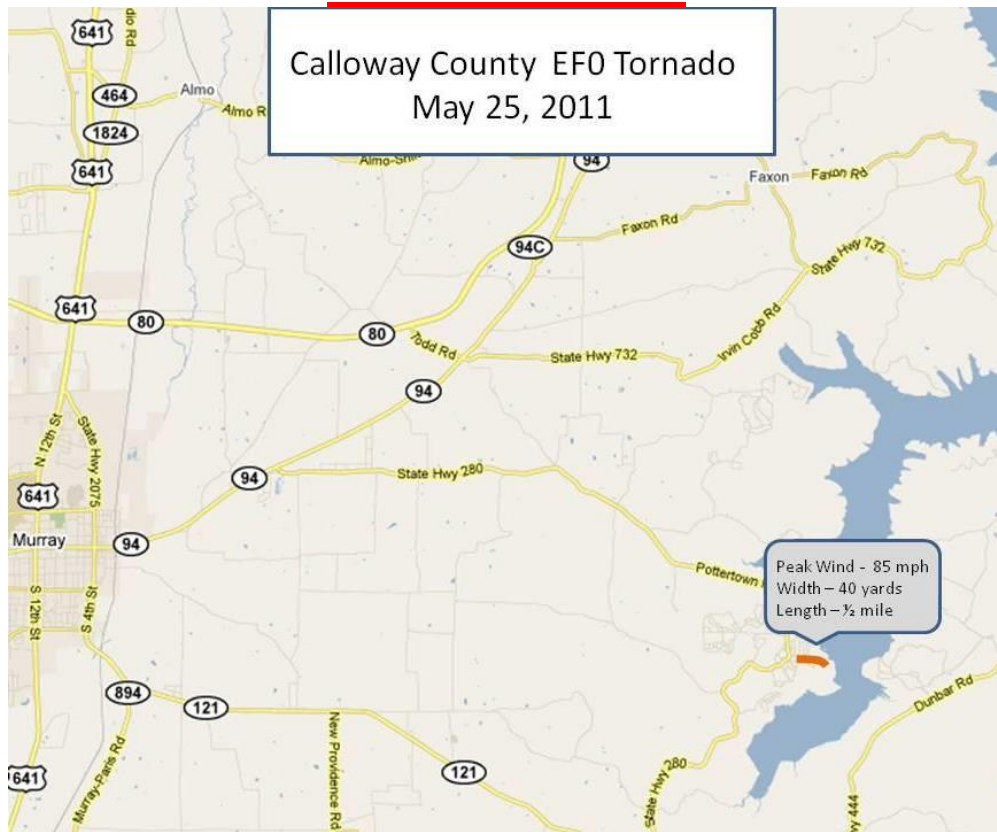 Calloway County EF0 Tornado
May 25, 2011
641
464
Almo
Almo R
1824
641
Almo-Shi
94
Faxon
Faxon Rd
Faxon Rd
94C
State Hwy 732
641
80
80
Todd Rd
State Hwy 732
Irvin Cobb Rd
94
N 12th St
State Hwy 2075
94
State Hwy 280
641
Murray
94
Pottertown
Peak Wind - 85 mph
Width – 40 yards
Length – ½ mile
S 12th St
S 4th St
894
121
Dunbar Rd
New Providence Rd
Murray-Paris Rd
121
State Hwy 280
641
444